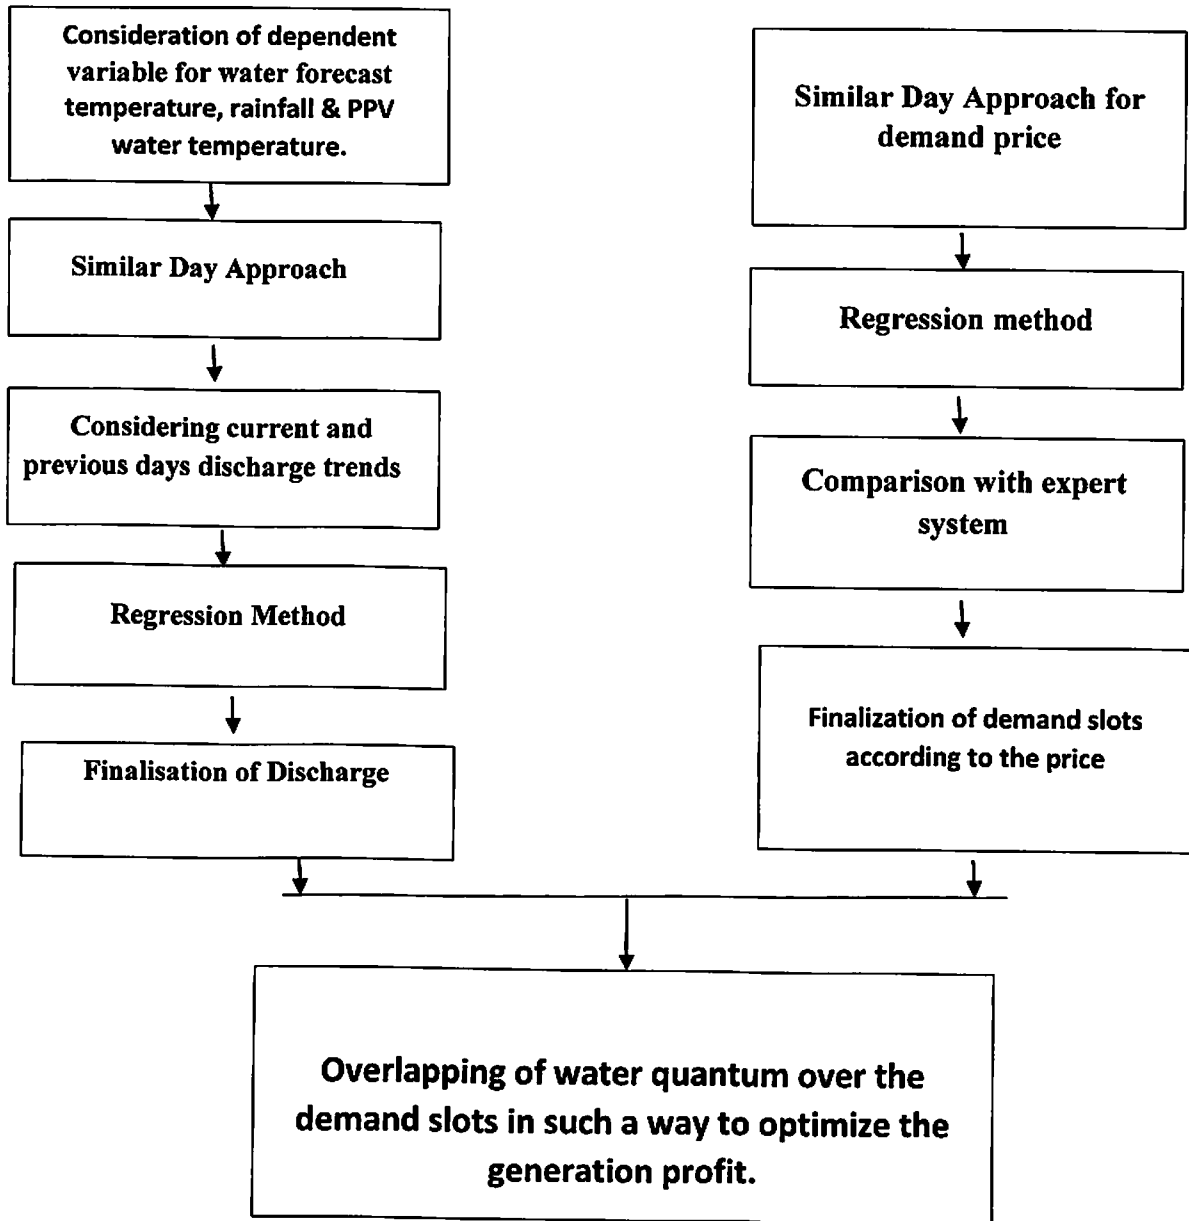 Consideration of dependent
variable for water forecast
temperature, rainfall & PPV
water temperature.
Similar Day Approach
Considering current and
previous days discharge trends
Regression Method
Finalisation of Discharge
Similar Day Approach for
demand price
Regression method
Comparison with expert
system
Finalization of demand slots
according to the price
Overlapping of water quantum over the
demand slots in such a way to optimize the
generation profit.